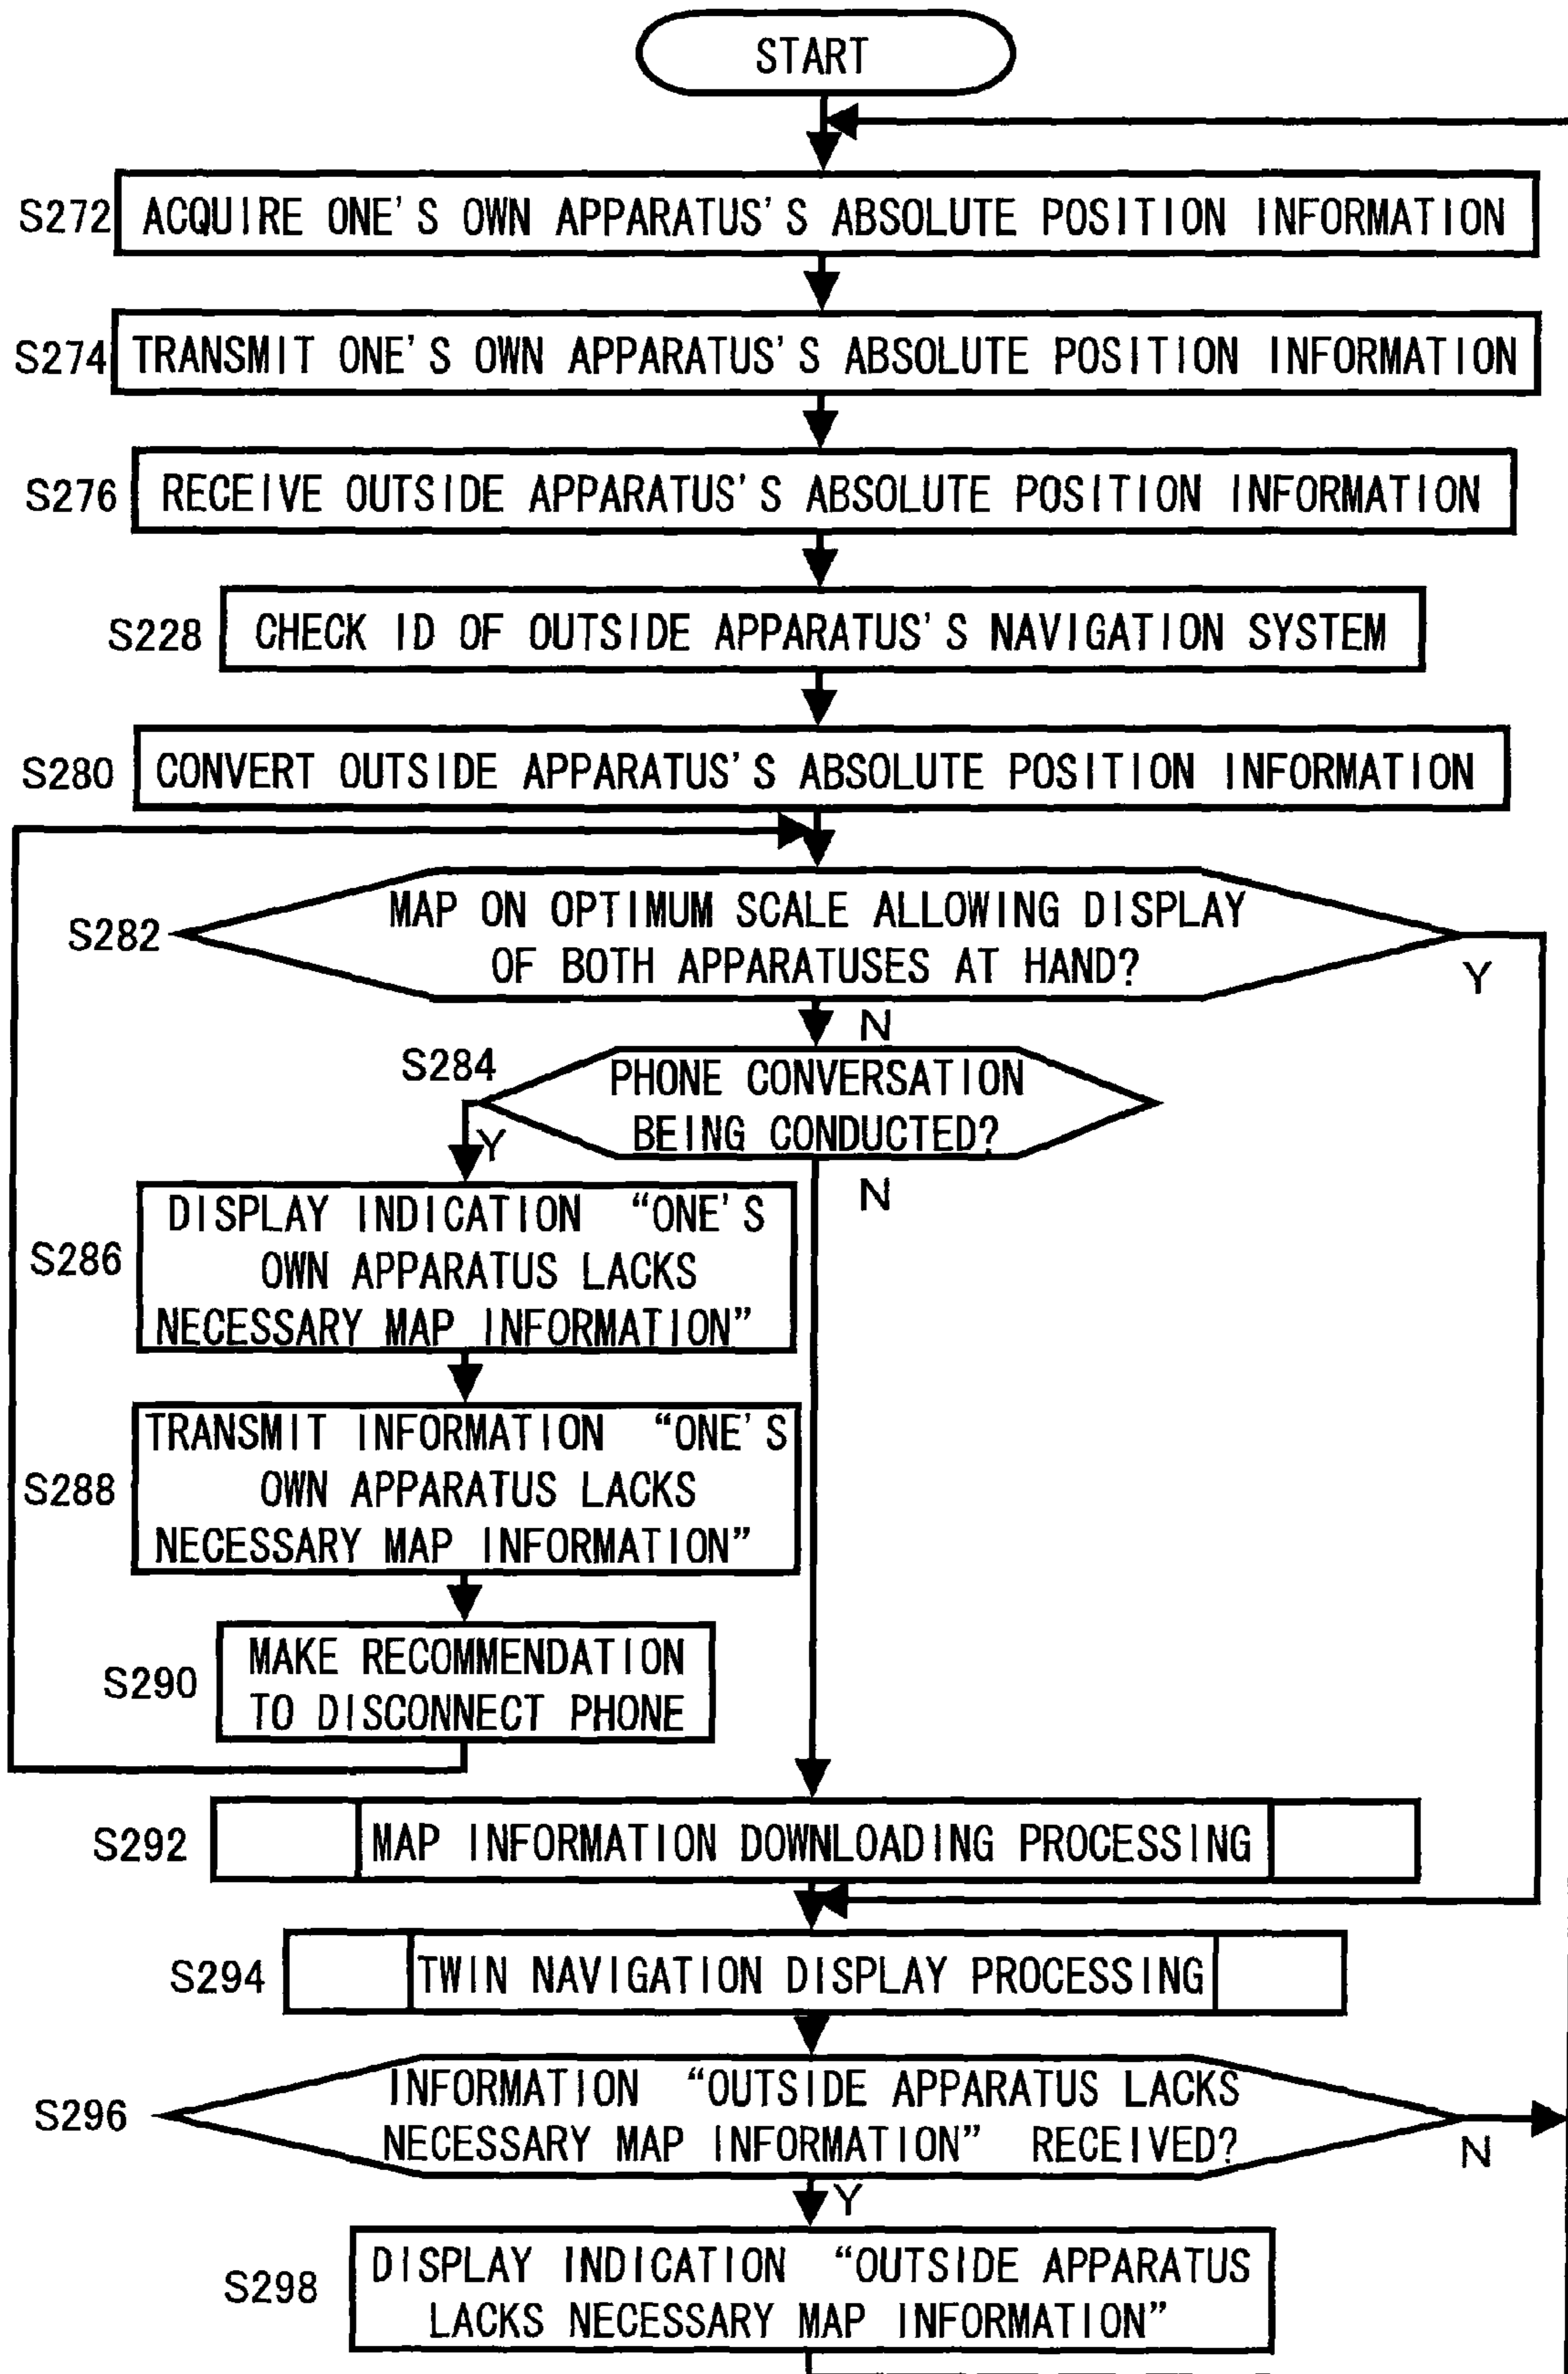 START
S272
ACQUIRE ONE'S OWN APPARATUS'S ABSOLUTE POSITION INFORMATION
S274
TRANSMIT ONE'S OWN APPARATUS'S ABSOLUTE POSITION INFORMATION
S276
RECEIVE OUTSIDE APPARATUS'S ABSOLUTE POSITION INFORMATION
S228
CHECK ID OF OUTSIDE APPARATUS'S NAVIGATION SYSTEM
S280
CONVERT OUTSIDE APPARATUS'S ABSOLUTE POSITION INFORMATION
S282
MAP ON OPTIMUM SCALE ALLOWING DISPLAY
OF BOTH APPARATUSES AT HAND?
Y
N
S284
PHONE CONVERSATION
BEING CONDUCTED?
Y
N
S286
DISPLAY INDICATION “ONE'S
OWN APPARATUS LACKS
NECESSARY MAP INFORMATION”
S288
TRANSMIT INFORMATION “ONE'S
OWN APPARATUS LACKS
NECESSARY MAP INFORMATION”
S290
MAKE RECOMMENDATION
TO DISCONNECT PHONE
S292
MAP INFORMATION DOWNLOADING PROCESSING
S294
TWIN NAVIGATION DISPLAY PROCESSING
S296
INFORMATION “OUTSIDE APPARATUS LACKS
NECESSARY MAP INFORMATION” RECEIVED?
N
Y
S298
DISPLAY INDICATION “OUTSIDE APPARATUS
LACKS NECESSARY MAP INFORMATION”